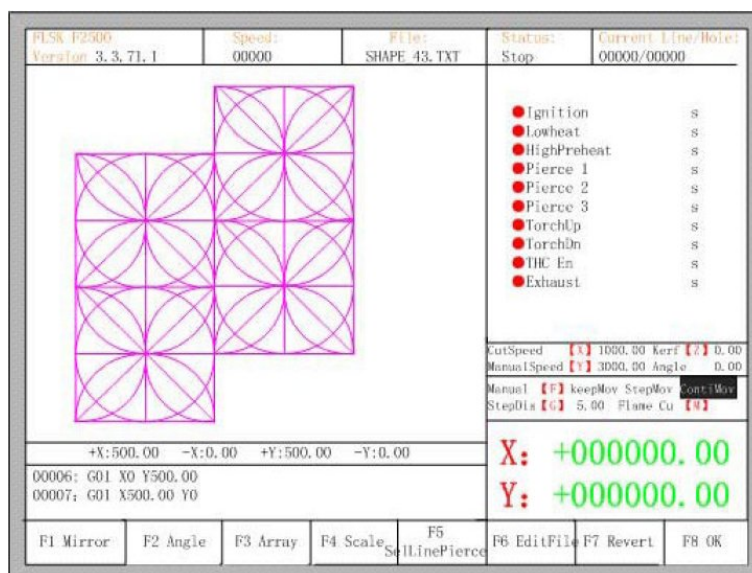 FLSK F2500 Speed: File: Status: Current Line/Hole:
Version 3.3.71.1 00000 SHAPE_43.TXT Stop 00000/00000
Ignition s
Lowheat s
HighPreheat s
Pierce 1 s
Pierce 2 s
Pierce 3 s
TorchUp s
TorchDn s
THC En s
Exhaust s
CutSpeed 【X】 1000.00 Kerf 【Z】 0.00
ManualSpeed 【Y】 3000.00 Angle 0.00
Manual 【F】 keepMov StepMov ContiMov
StepDis 【G】 5.00 Flame Cu 【M】
+X:500.00 -X:0.00 +Y:500.00 -Y:0.00
00006: G01 X0 Y500.00
00007: G01 X500.00 Y0
X: +000000.00
Y: +000000.00
F1 Mirror F2 Angle F3 Array F4 Scale F5 SelLinePierce F6 EditFile F7 Revert F8 OK